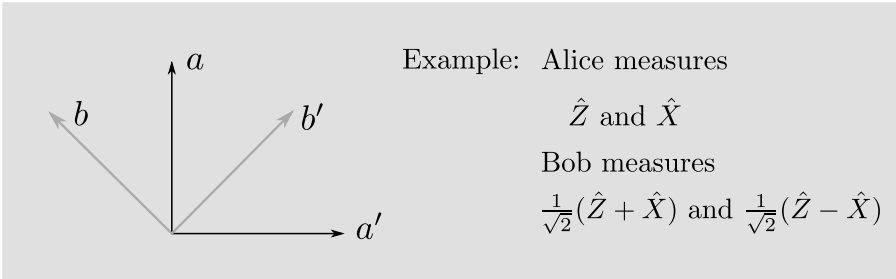 a
b
b′
a′
Example: Alice measures
Ẑ and X̂
Bob measures
1/√2(Ẑ + X̂) and 1/√2(Ẑ − X̂)